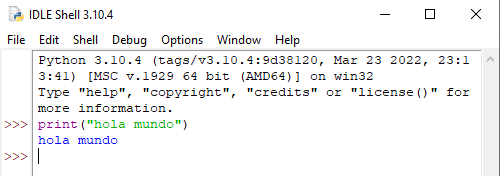 IDLE Shell 3.10.4
File Edit Shell Debug Options Window Help
Python 3.10.4 (tags/v3.10.4:9d38120, Mar 23 2022, 23:1
3:41) [MSC v.1929 64 bit (AMD64)] on win32
Type "help", "copyright", "credits" or "license()" for
more information.
>>> print("hola mundo")
hola mundo
>>>